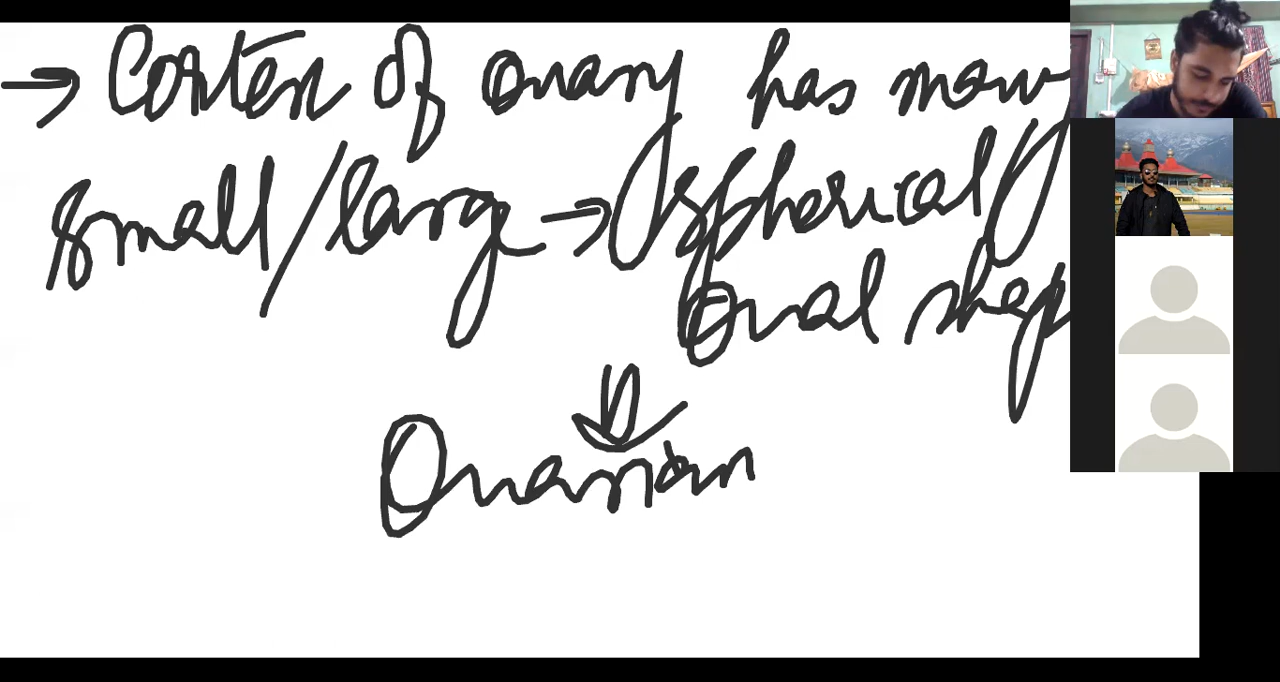 → Cortex of ovary has many
small/large → spherical/
oval shap
↓
Ovarian